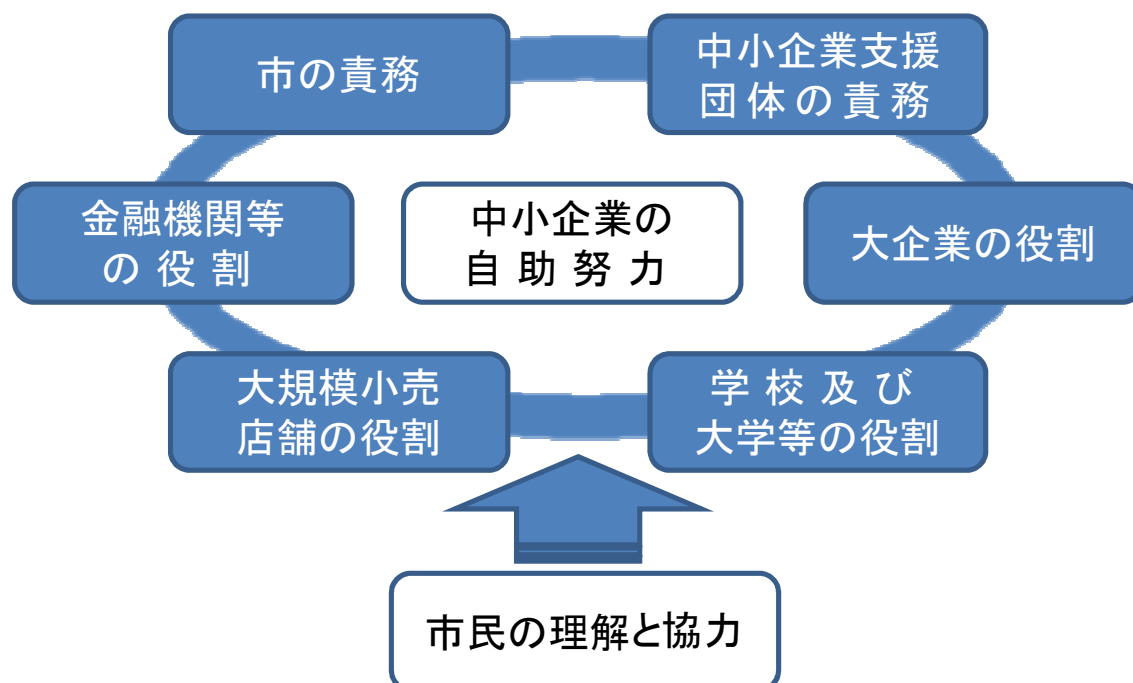 市の責務
中小企業支援
団体の責務
金融機関等
の役割
中小企業の
自助努力
大企業の役割
大規模小売
店舗の役割
学校及び
大学等の役割
市民の理解と協力